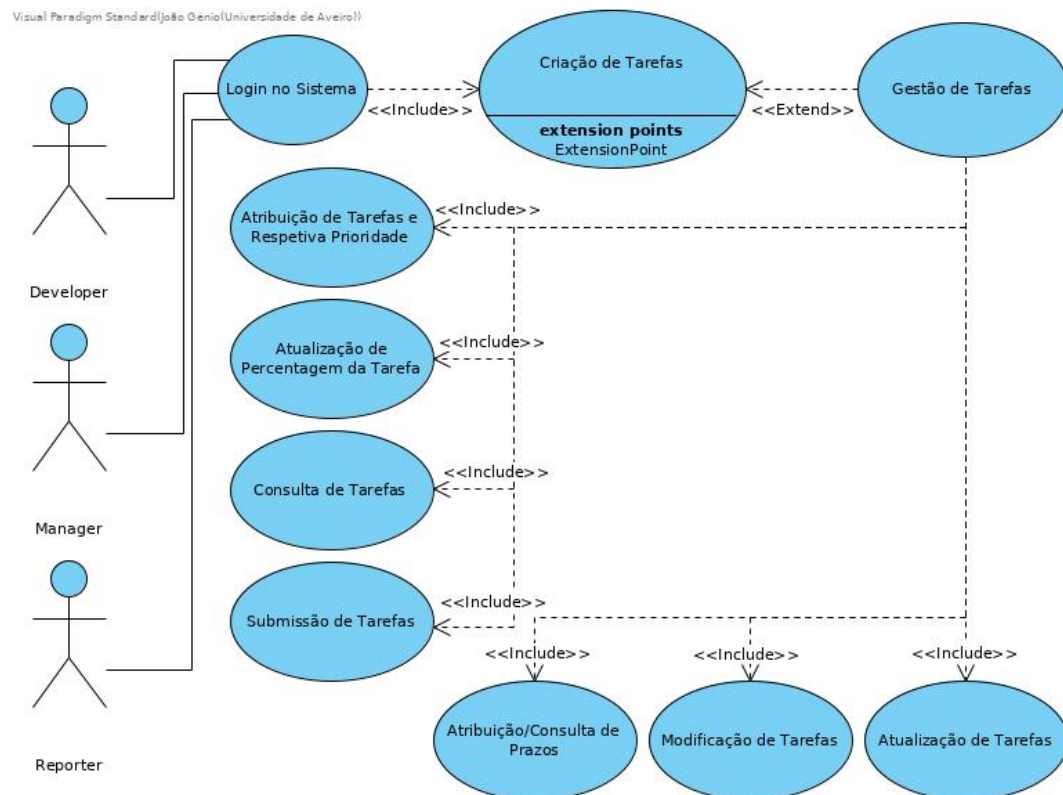 Visual Paradigm Standard(João Génio(Universidade de Aveiro))
Login no Sistema
<<Include>>
Criação de Tarefas
extension points
ExtensionPoint
<<Extend>>
Gestão de Tarefas
Developer
Atribuição de Tarefas e
Respetiva Prioridade
<<Include>>
Atualização de
Percentagem da Tarefa
<<Include>>
Manager
Consulta de Tarefas
<<Include>>
Submissão de Tarefas
<<Include>>
Reporter
<<Include>>
<<Include>>
<<Include>>
Atribuição/Consulta de
Prazos
Modificação de Tarefas
Atualização de Tarefas